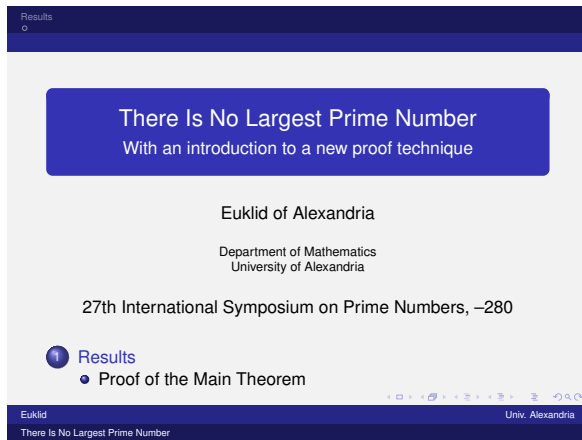 Results
There Is No Largest Prime Number
With an introduction to a new proof technique
Euklid of Alexandria
Department of Mathematics
University of Alexandria
27th International Symposium on Prime Numbers, –280
1 Results
Proof of the Main Theorem
Euklid Univ. Alexandria
There Is No Largest Prime Number